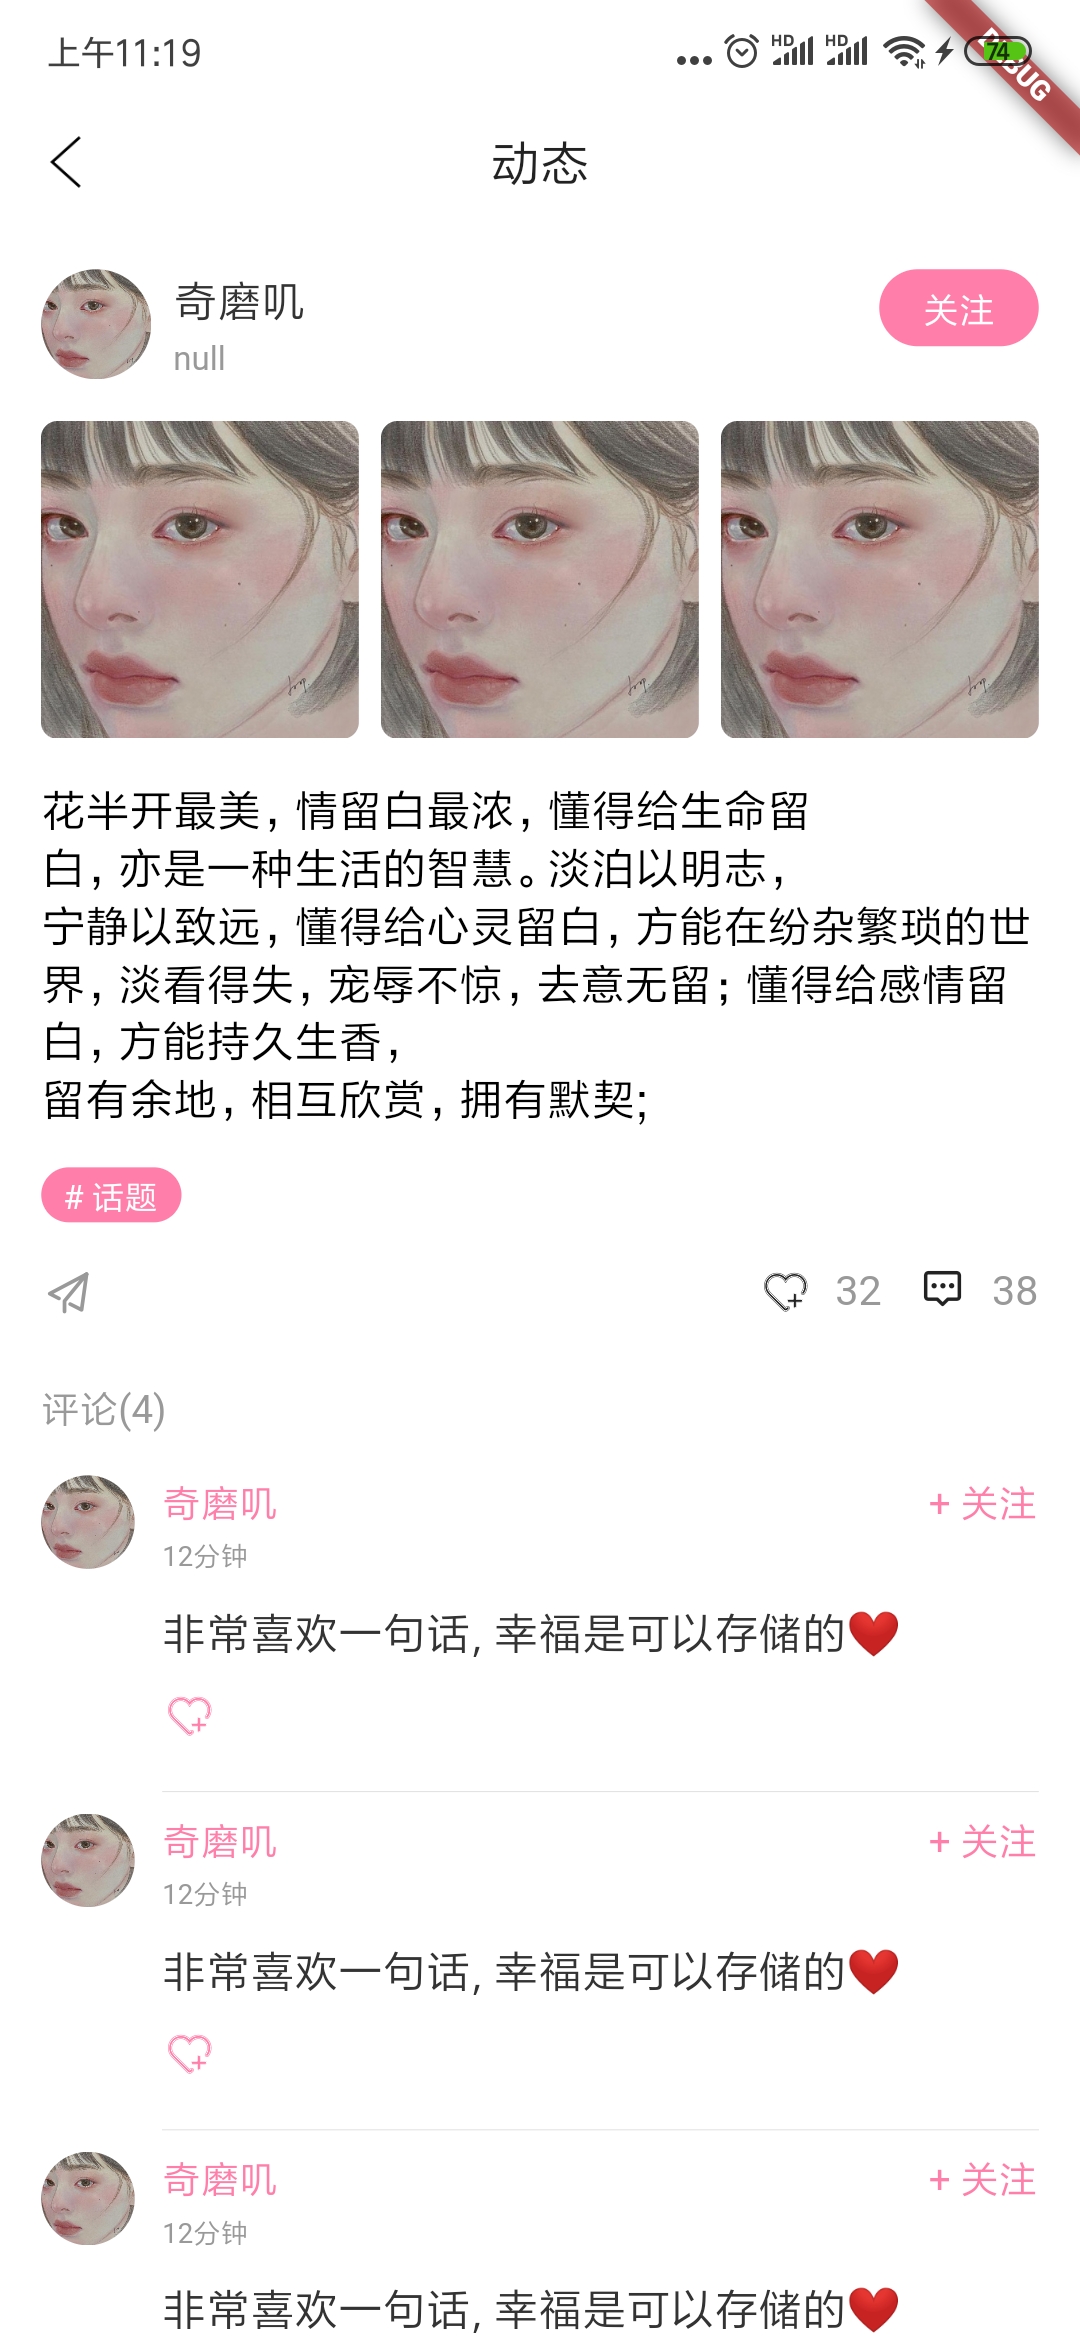 上午11:19
HD HD 74
DEBUG
动态
奇磨叽
关注
null
花半开最美，情留白最浓，懂得给生命留
白，亦是一种生活的智慧。淡泊以明志，
宁静以致远，懂得给心灵留白，方能在纷杂繁琐的世
界，淡看得失，宠辱不惊，去意无留；懂得给感情留
白，方能持久生香，
留有余地，相互欣赏，拥有默契;
# 话题
32 38
评论(4)
奇磨叽 + 关注
12分钟
非常喜欢一句话, 幸福是可以存储的❤️
奇磨叽 + 关注
12分钟
非常喜欢一句话, 幸福是可以存储的❤️
奇磨叽 + 关注
12分钟
非常喜欢一句话, 幸福是可以存储的❤️